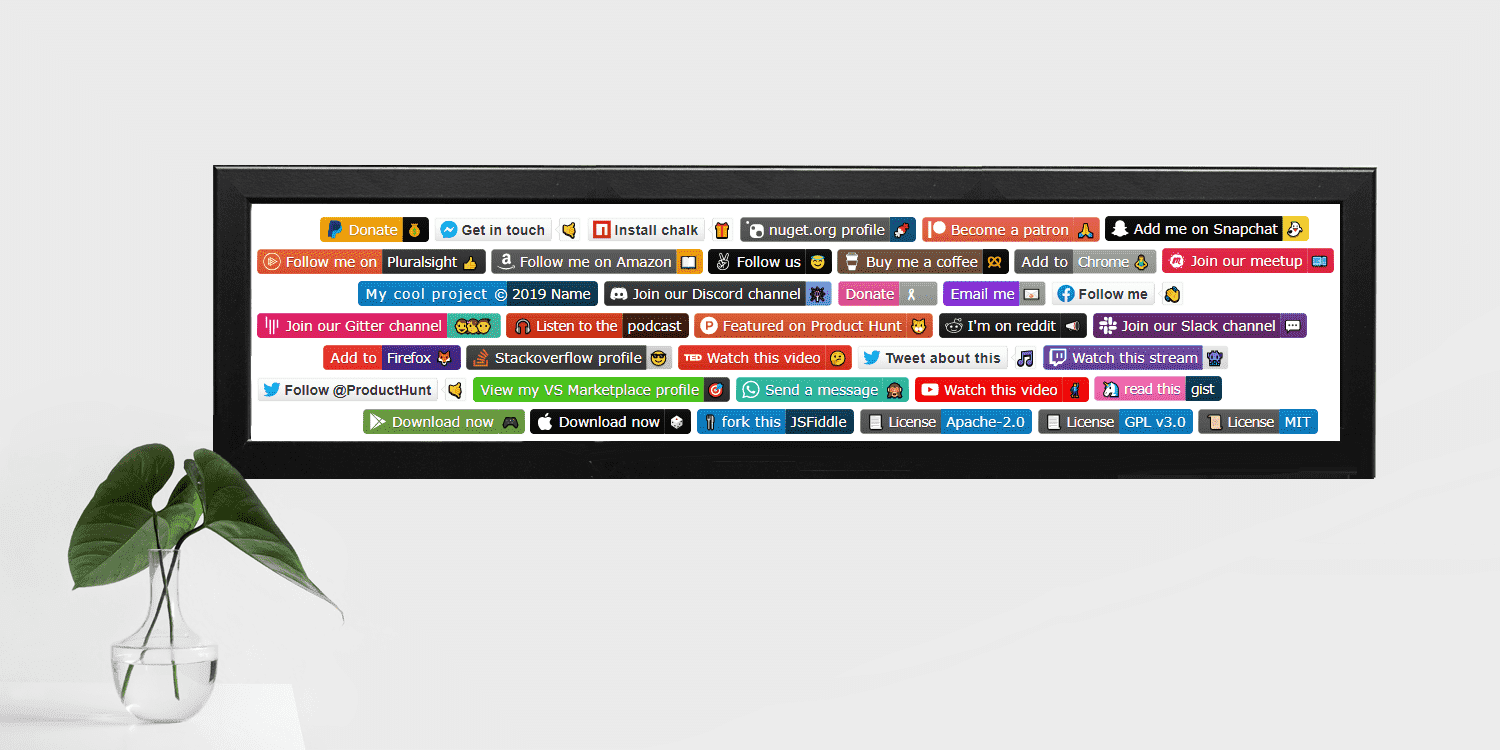 Donate Get in touch Install chalk nuget.org profile Become a patron Add me on Snapchat
Follow me on Pluralsight Follow me on Amazon Follow us Buy me a coffee Add to Chrome Join our meetup
My cool project © 2019 Name Join our Discord channel Donate Email me Follow me
Join our Gitter channel Listen to the podcast Featured on Product Hunt I'm on reddit Join our Slack channel
Add to Firefox Stackoverflow profile TED Watch this video Tweet about this Watch this stream
Follow @ProductHunt View my VS Marketplace profile Send a message Watch this video read this gist
Download now Download now fork this JSFiddle License Apache-2.0 License GPL v3.0 License MIT